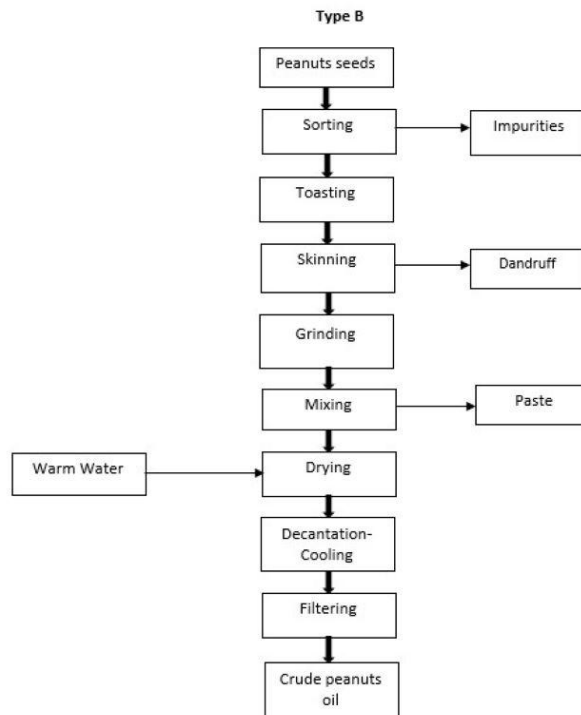 Type B
Peanuts seeds
Sorting
Impurities
Toasting
Skinning
Dandruff
Grinding
Mixing
Paste
Warm Water
Drying
Decantation-
Cooling
Filtering
Crude peanuts
oil